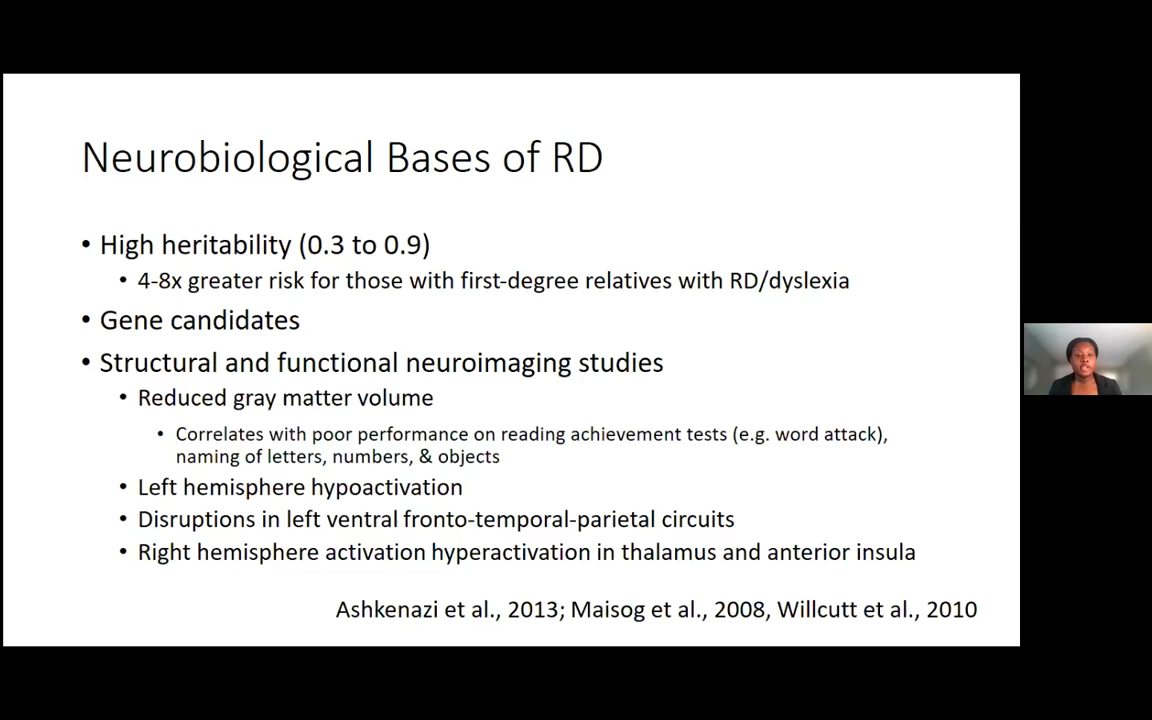 Neurobiological Bases of RD
• High heritability (0.3 to 0.9)
• 4-8x greater risk for those with first-degree relatives with RD/dyslexia
• Gene candidates
• Structural and functional neuroimaging studies
• Reduced gray matter volume
• Correlates with poor performance on reading achievement tests (e.g. word attack),
naming of letters, numbers, & objects
• Left hemisphere hypoactivation
• Disruptions in left ventral fronto-temporal-parietal circuits
• Right hemisphere activation hyperactivation in thalamus and anterior insula
Ashkenazi et al., 2013; Maisog et al., 2008, Willcutt et al., 2010